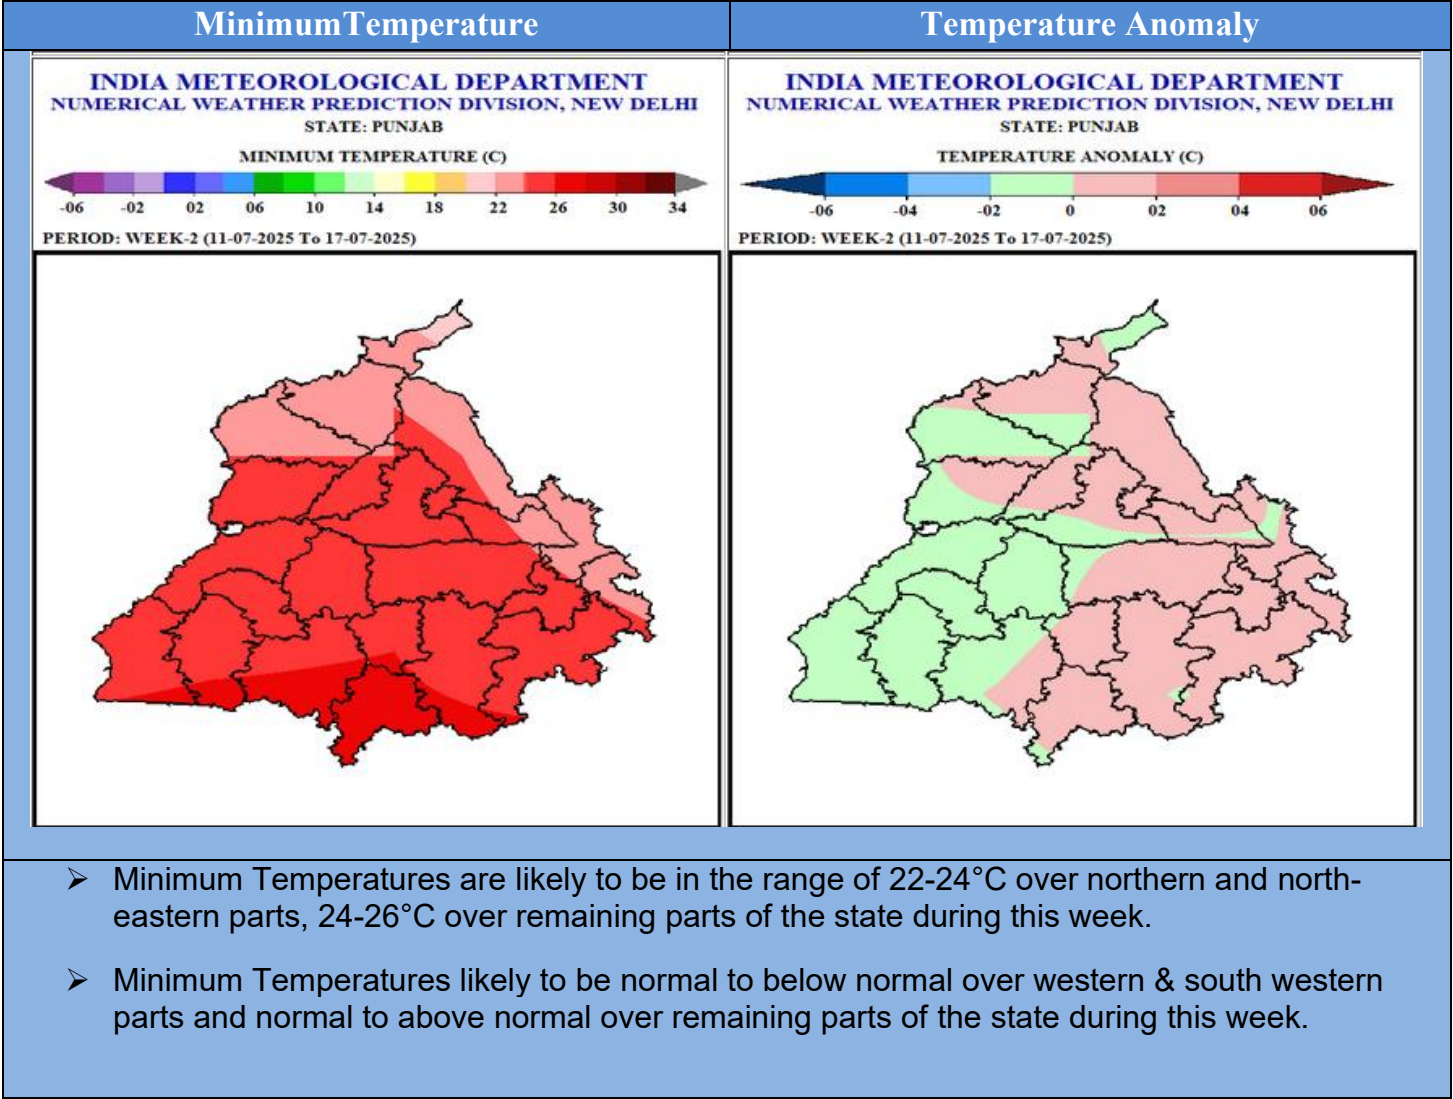 MinimumTemperature
Temperature Anomaly
INDIA METEOROLOGICAL DEPARTMENT
NUMERICAL WEATHER PREDICTION DIVISION, NEW DELHI
STATE: PUNJAB
MINIMUM TEMPERATURE (C)
-06 -02 02 06 10 14 18 22 26 30 34
PERIOD: WEEK-2 (11-07-2025 To 17-07-2025)
INDIA METEOROLOGICAL DEPARTMENT
NUMERICAL WEATHER PREDICTION DIVISION, NEW DELHI
STATE: PUNJAB
TEMPERATURE ANOMALY (C)
-06 -04 -02 0 02 04 06
PERIOD: WEEK-2 (11-07-2025 To 17-07-2025)
➢ Minimum Temperatures are likely to be in the range of 22-24°C over northern and north-
eastern parts, 24-26°C over remaining parts of the state during this week.
➢ Minimum Temperatures likely to be normal to below normal over western & south western
parts and normal to above normal over remaining parts of the state during this week.